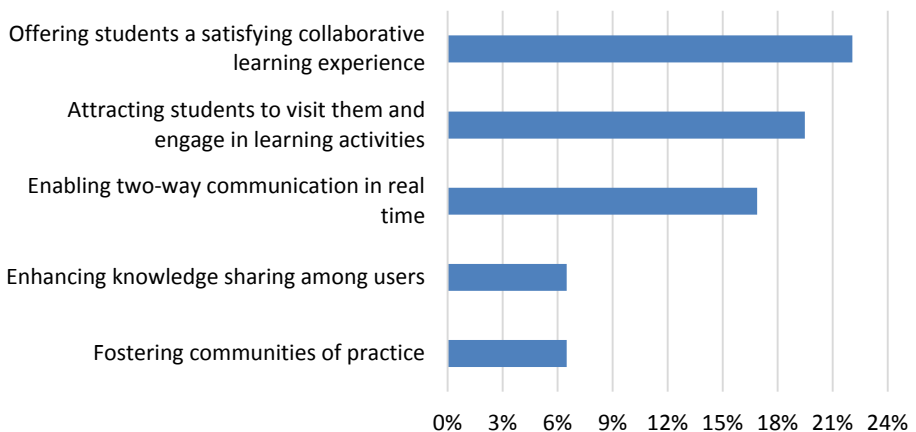 Offering students a satisfying collaborative
learning experience
Attracting students to visit them and
engage in learning activities
Enabling two-way communication in real
time
Enhancing knowledge sharing among users
Fostering communities of practice
0% 3% 6% 9% 12% 15% 18% 21% 24%